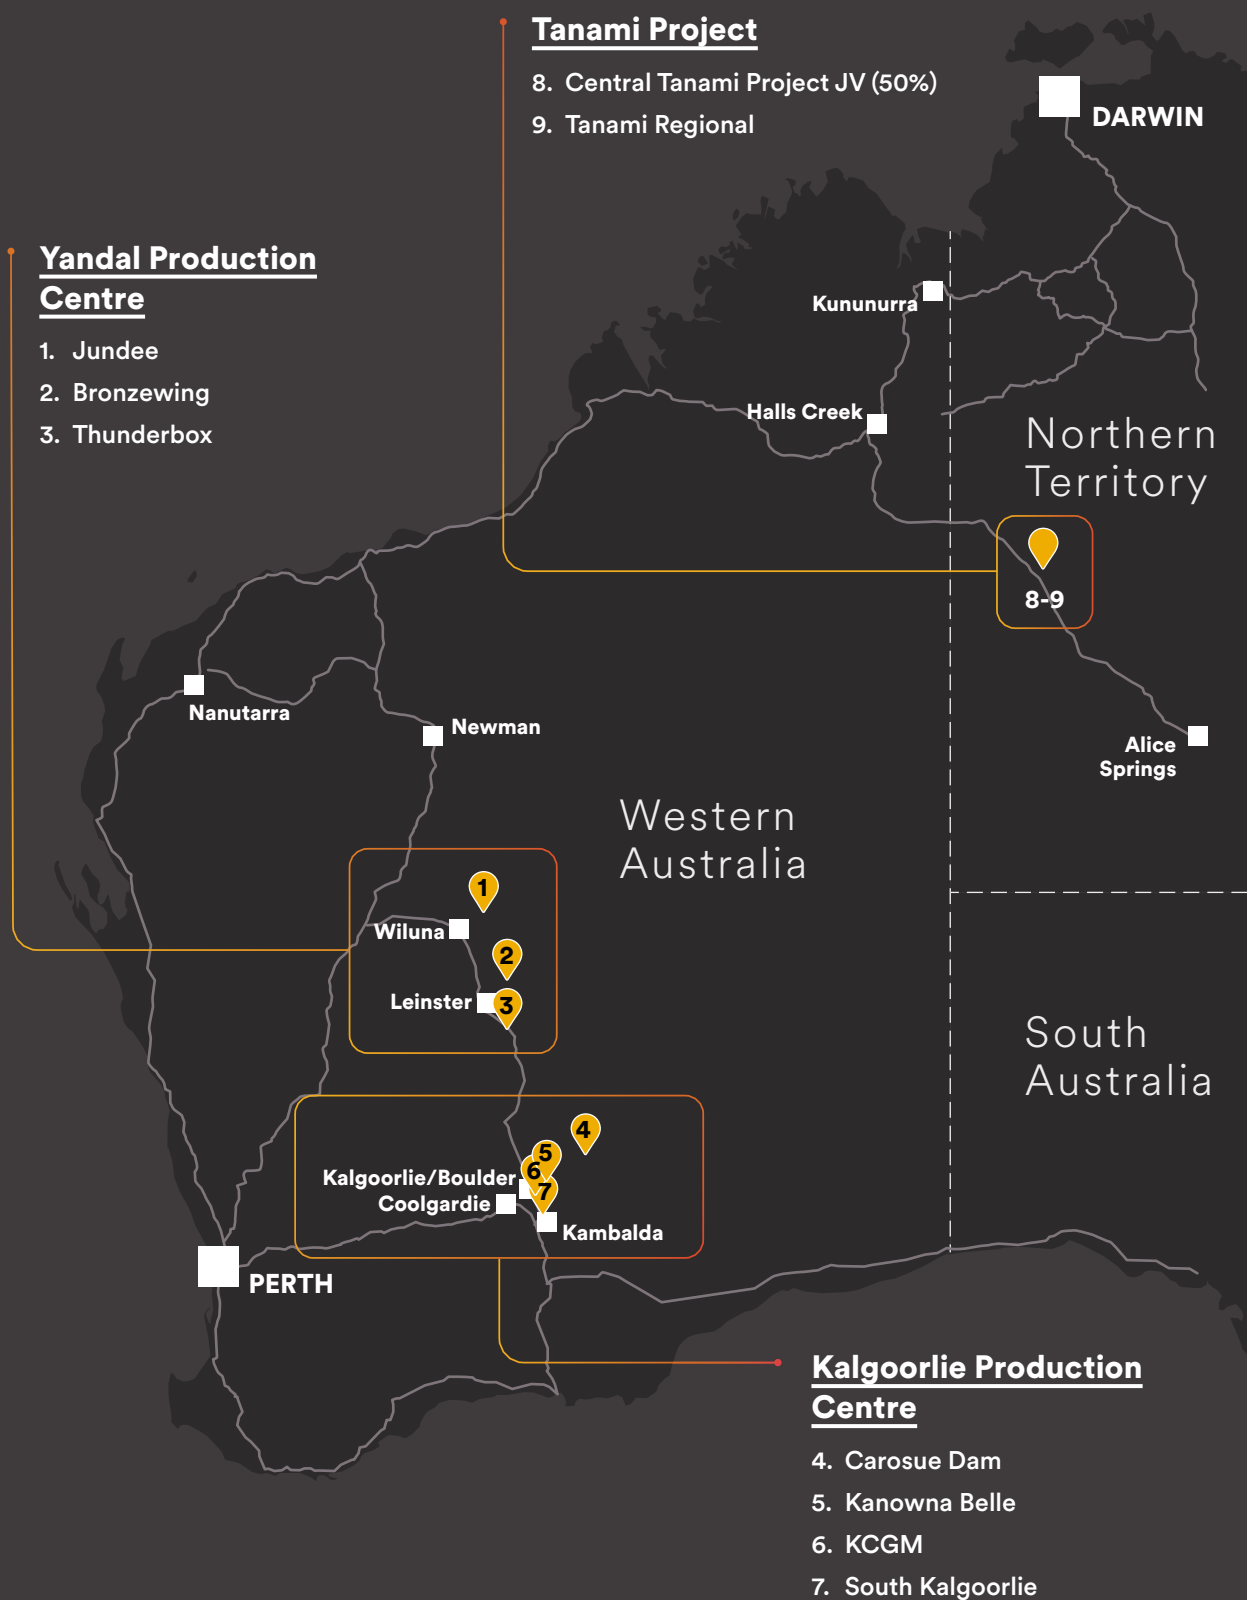 Tanami Project
8. Central Tanami Project JV (50%)
9. Tanami Regional
DARWIN
Yandal Production
Centre
1. Jundee
2. Bronzewing
3. Thunderbox
Kununurra
Halls Creek
Northern
Territory
8-9
Nanutarra
Newman
Alice
Springs
Western
Australia
1
Wiluna
2
Leinster
3
South
Australia
4
5
6
Kalgoorlie/Boulder
7
Coolgardie
Kambalda
PERTH
Kalgoorlie Production
Centre
4. Carosue Dam
5. Kanowna Belle
6. KCGM
7. South Kalgoorlie